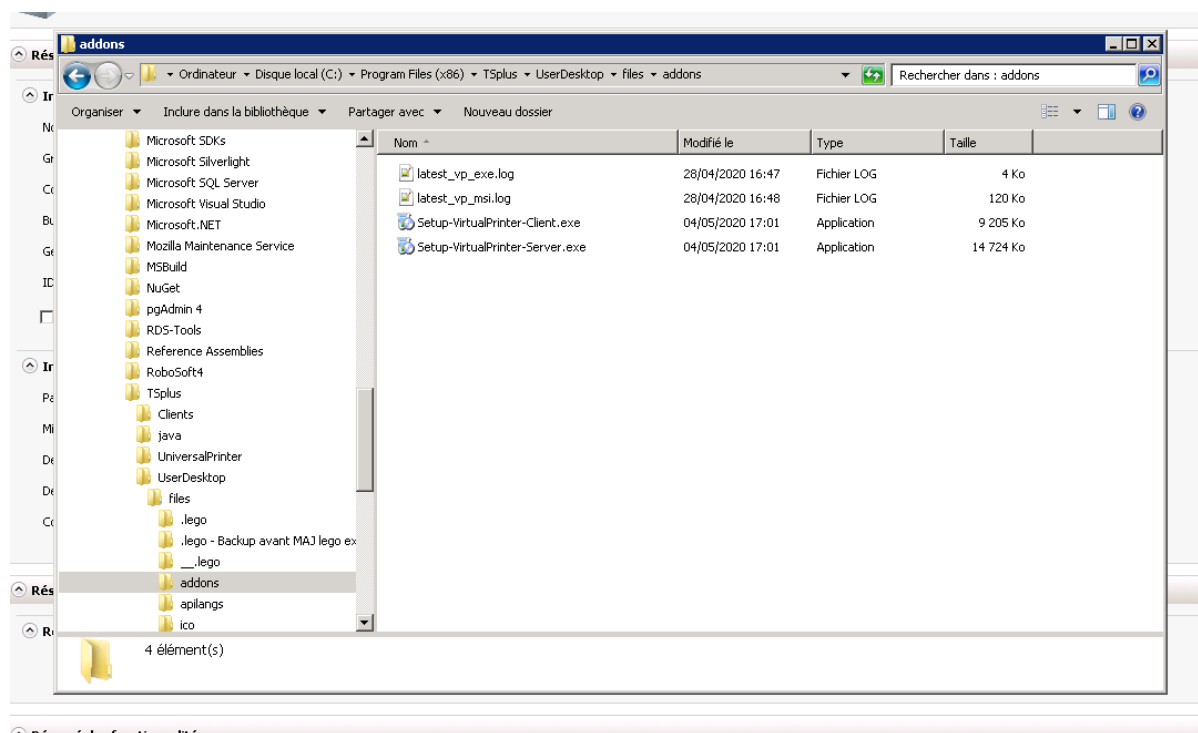 addons
Ordinateur Disque local (C:) Program Files (x86) TSplus UserDesktop files addons
Rechercher dans : addons
Organiser Inclure dans la bibliothèque Partager avec Nouveau dossier
Nom Modifié le Type Taille
latest_vp_exe.log 28/04/2020 16:47 Fichier LOG 4 Ko
latest_vp_msi.log 28/04/2020 16:48 Fichier LOG 120 Ko
Setup-VirtualPrinter-Client.exe 04/05/2020 17:01 Application 9 205 Ko
Setup-VirtualPrinter-Server.exe 04/05/2020 17:01 Application 14 724 Ko
Microsoft SDKs
Microsoft Silverlight
Microsoft SQL Server
Microsoft Visual Studio
Microsoft.NET
Mozilla Maintenance Service
MSBuild
NuGet
pgAdmin 4
RDS-Tools
Reference Assemblies
RoboSoft4
TSplus
Clients
java
UniversalPrinter
UserDesktop
files
.lego
.lego - Backup avant MAJ lego ex
__.lego
addons
apilangs
ico
4 élément(s)
Rés
Rés